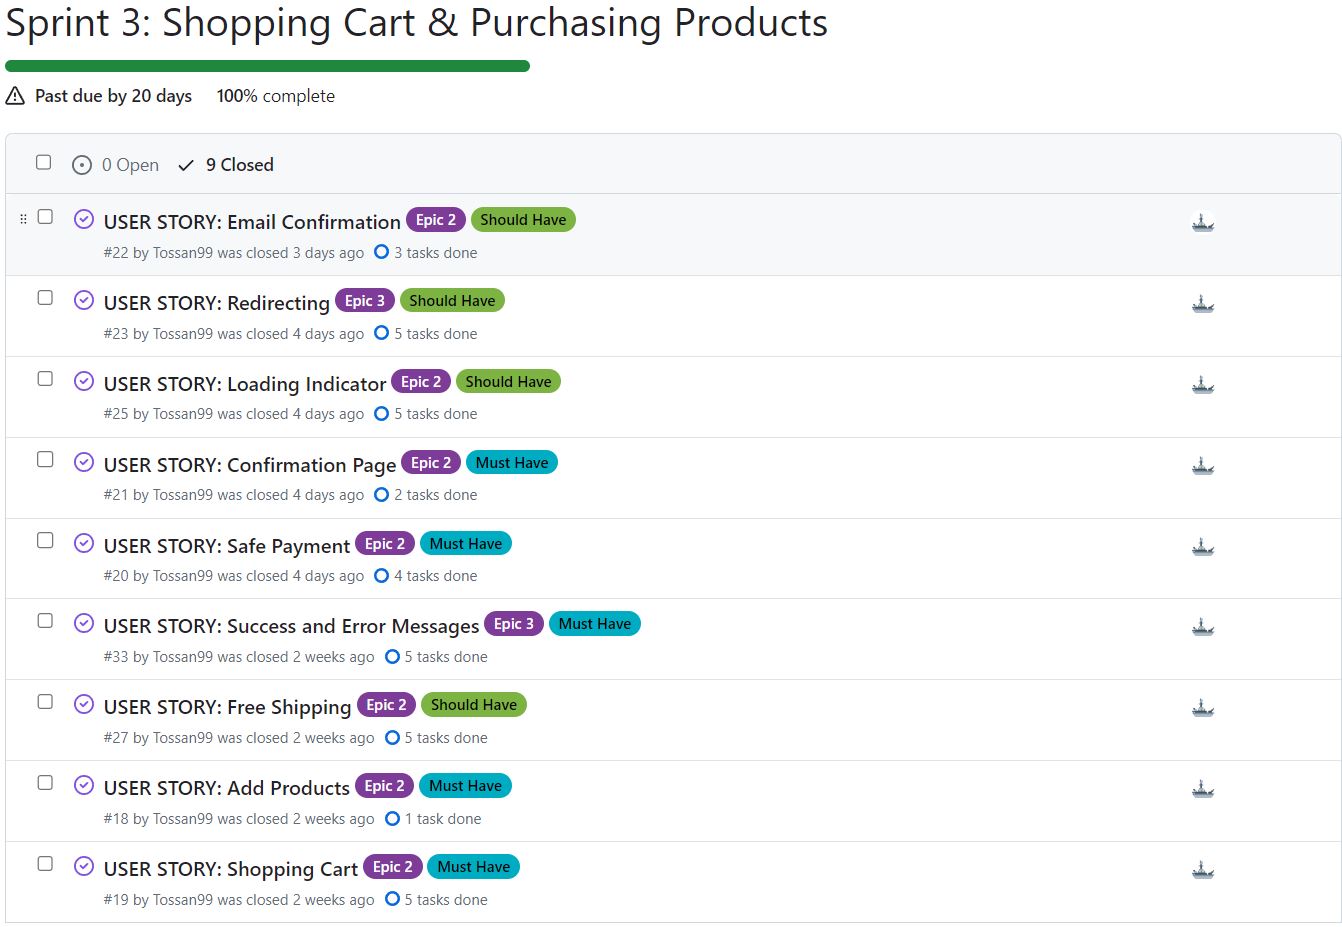 Sprint 3: Shopping Cart & Purchasing Products
Past due by 20 days 100% complete
0 Open 9 Closed
USER STORY: Email Confirmation Epic 2 Should Have
#22 by Tossan99 was closed 3 days ago 3 tasks done
USER STORY: Redirecting Epic 3 Should Have
#23 by Tossan99 was closed 4 days ago 5 tasks done
USER STORY: Loading Indicator Epic 2 Should Have
#25 by Tossan99 was closed 4 days ago 5 tasks done
USER STORY: Confirmation Page Epic 2 Must Have
#21 by Tossan99 was closed 4 days ago 2 tasks done
USER STORY: Safe Payment Epic 2 Must Have
#20 by Tossan99 was closed 4 days ago 4 tasks done
USER STORY: Success and Error Messages Epic 3 Must Have
#33 by Tossan99 was closed 2 weeks ago 5 tasks done
USER STORY: Free Shipping Epic 2 Should Have
#27 by Tossan99 was closed 2 weeks ago 5 tasks done
USER STORY: Add Products Epic 2 Must Have
#18 by Tossan99 was closed 2 weeks ago 1 task done
USER STORY: Shopping Cart Epic 2 Must Have
#19 by Tossan99 was closed 2 weeks ago 5 tasks done